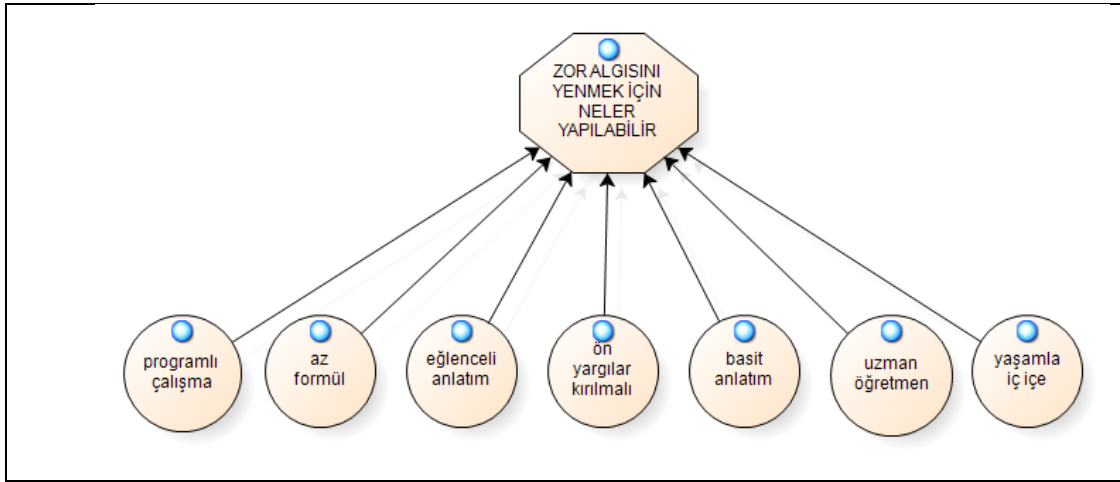 ZOR ALGISINI
YENMEK İÇİN
NELER
YAPILABİLİR
programlı
çalışma
az
formül
eğlenceli
anlatım
ön
yargılar
kırılmalı
basit
anlatım
uzman
öğretmen
yaşamla
iç içe